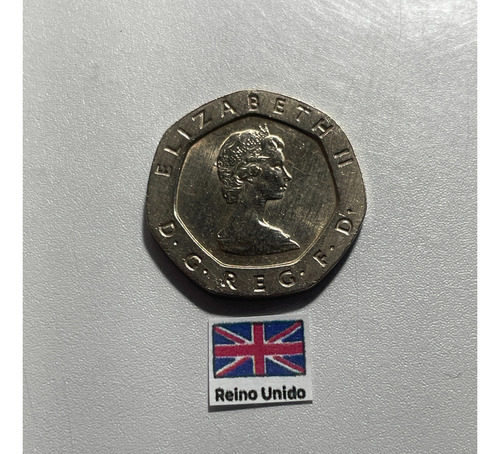 ELIZABETH II
D. G. REG. F. D.
Reino Unido